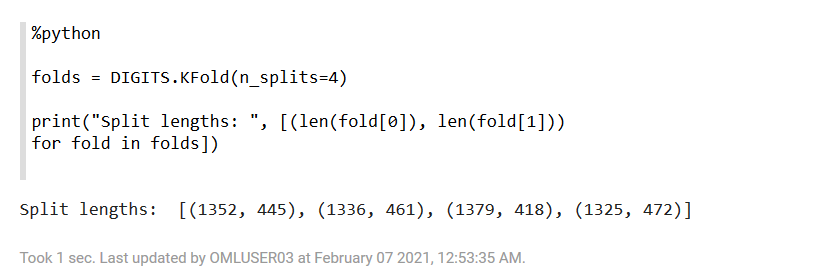 %python
folds = DIGITS.KFold(n_splits=4)
print("Split lengths: ", [(len(fold[0]), len(fold[1]))
for fold in folds])
Split lengths:  [(1352, 445), (1336, 461), (1379, 418), (1325, 472)]
Took 1 sec. Last updated by OMLUSER03 at February 07 2021, 12:53:35 AM.